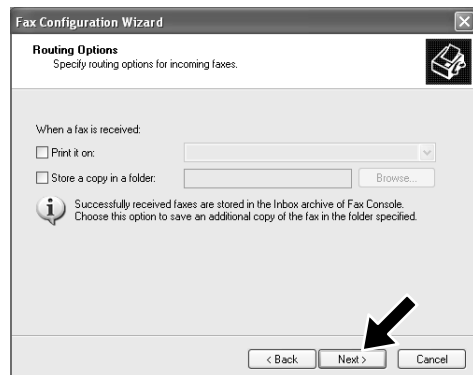 Fax Configuration Wizard
Routing Options
Specify routing options for incoming faxes.
When a fax is received:
Print it on:
Store a copy in a folder:
Browse...
Successfully received faxes are stored in the Inbox archive of Fax Console.
Choose this option to save an additional copy of the fax in the folder specified.
< Back
Next >
Cancel